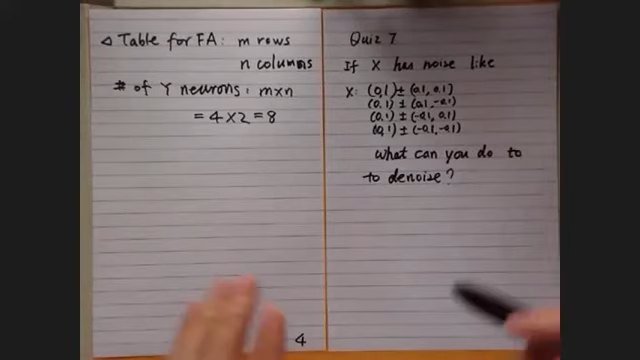 △ Table for FA: m rows
n columns
# of Y neurons: m×n
= 4×2 = 8
4
Quiz 7
If X has noise like
X: (0,1) ± (0.1, 0.1)
(0,1) ± (0.1, -0.1)
(0,1) ± (-0.1, 0.1)
(0,1) ± (-0.1, -0.1)
what can you do to
to denoise?